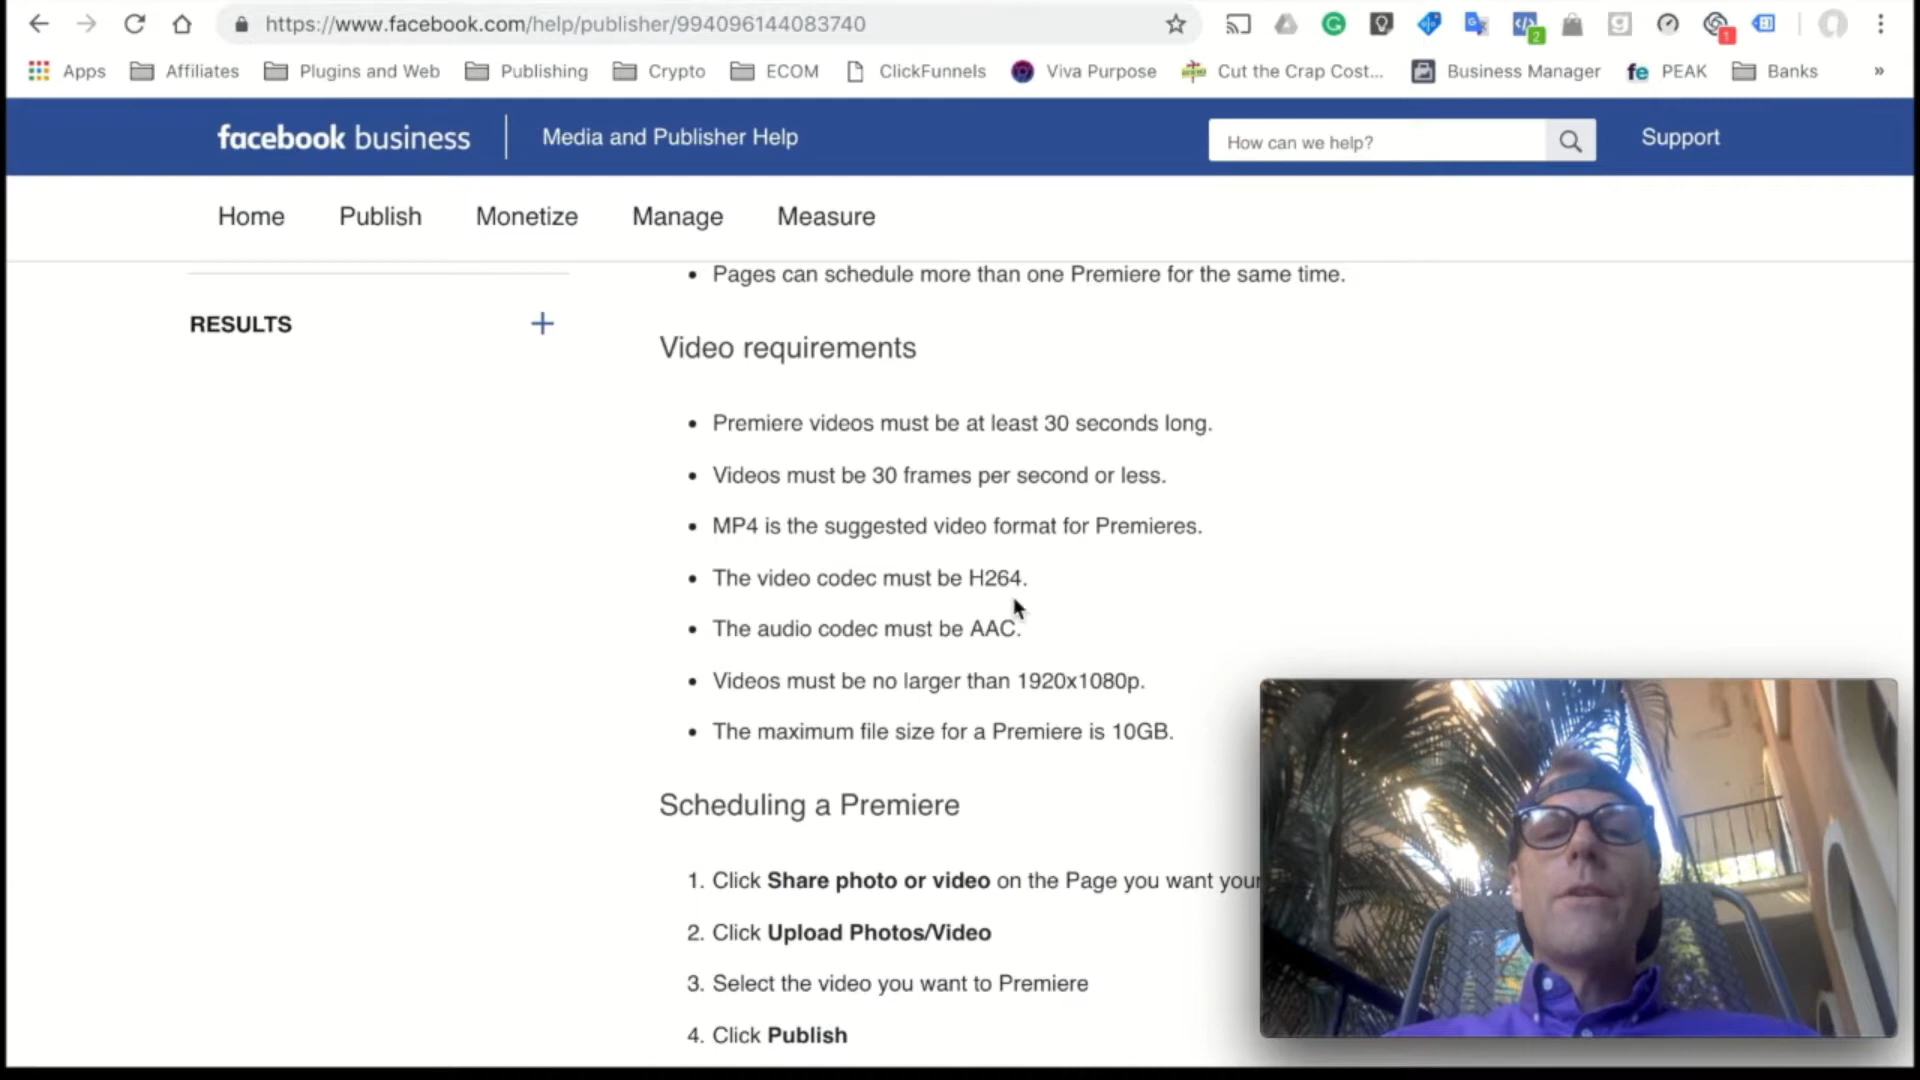 https://www.facebook.com/help/publisher/994096144083740
2
1
Apps Affiliates Plugins and Web Publishing Crypto ECOM ClickFunnels Viva Purpose Cut the Crap Cost... Business Manager fe PEAK Banks »
facebook business Media and Publisher Help How can we help? Support
Home Publish Monetize Manage Measure
• Pages can schedule more than one Premiere for the same time.
RESULTS +
Video requirements
• Premiere videos must be at least 30 seconds long.
• Videos must be 30 frames per second or less.
• MP4 is the suggested video format for Premieres.
• The video codec must be H264.
• The audio codec must be AAC.
• Videos must be no larger than 1920x1080p.
• The maximum file size for a Premiere is 10GB.
Scheduling a Premiere
1. Click Share photo or video on the Page you want your
2. Click Upload Photos/Video
3. Select the video you want to Premiere
4. Click Publish